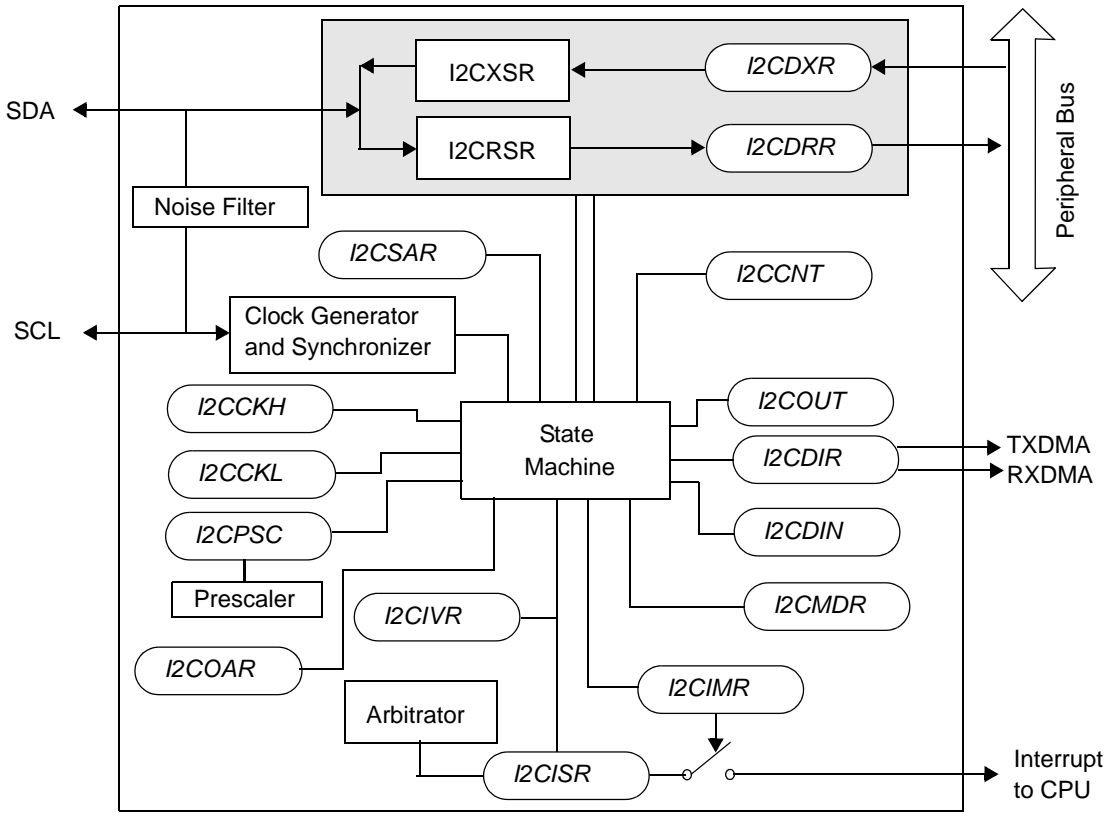 I2CXSR
I2CDXR
SDA
I2CRSR
I2CDRR
Peripheral Bus
Noise Filter
I2CSAR
I2CCNT
SCL
Clock Generator
and Synchronizer
I2CCKH
I2COUT
State
Machine
TXDMA
I2CCKL
I2CDIR
RXDMA
I2CPSC
I2CDIN
Prescaler
I2CIVR
I2CMDR
I2COAR
I2CIMR
Arbitrator
I2CISR
Interrupt
to CPU